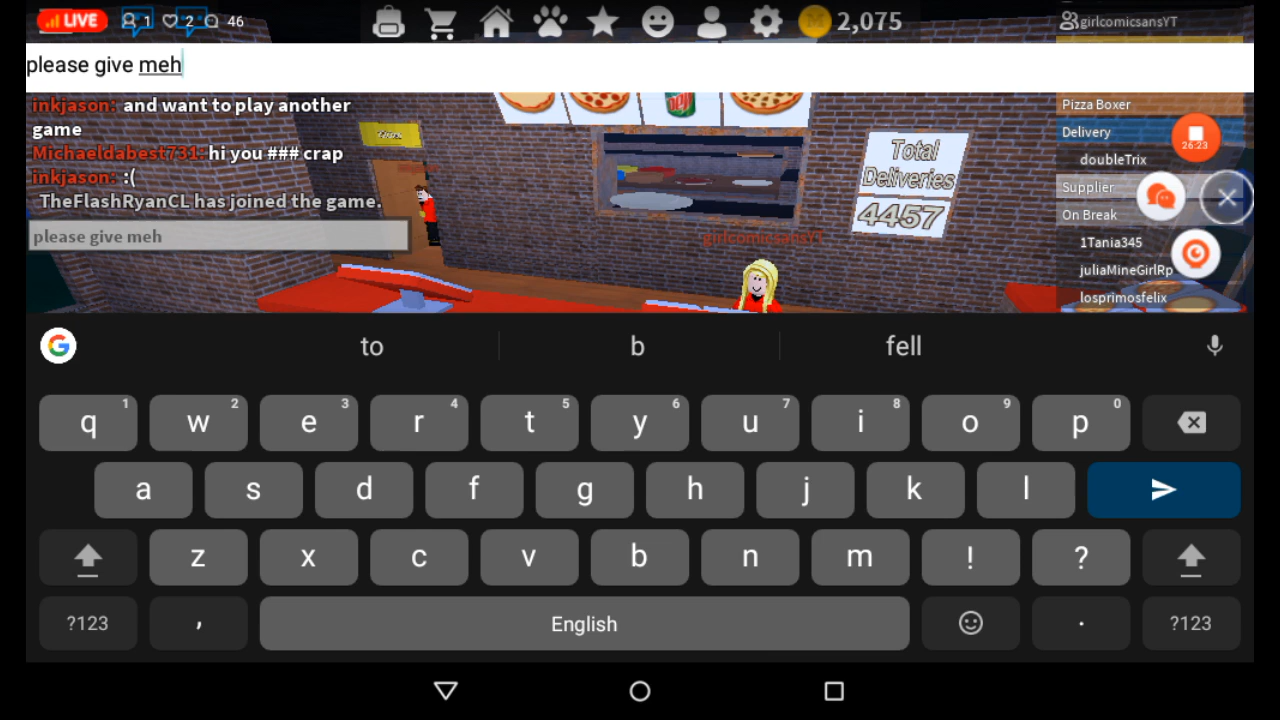 LIVE 1 2 46
M 2,075
girlcomicsansYT
please give meh
inkjason: and want to play another
game
Michaeldabest731: hi you ### crap
inkjason: :(
TheFlashRyanCL has joined the game.
please give meh
Total
Deliveries
4457
girlcomicsansYT
Pizza Boxer
Delivery
doubleTrix
Supplier
On Break
1Tania345
juliaMineGirlRp
losprimosfelix
26:23
G to b fell
q 1 w 2 e 3 r 4 t 5 y 6 u 7 i 8 o 9 p 0
a s d f g h j k l
z x c v b n m ! ?
?123 , English . ?123